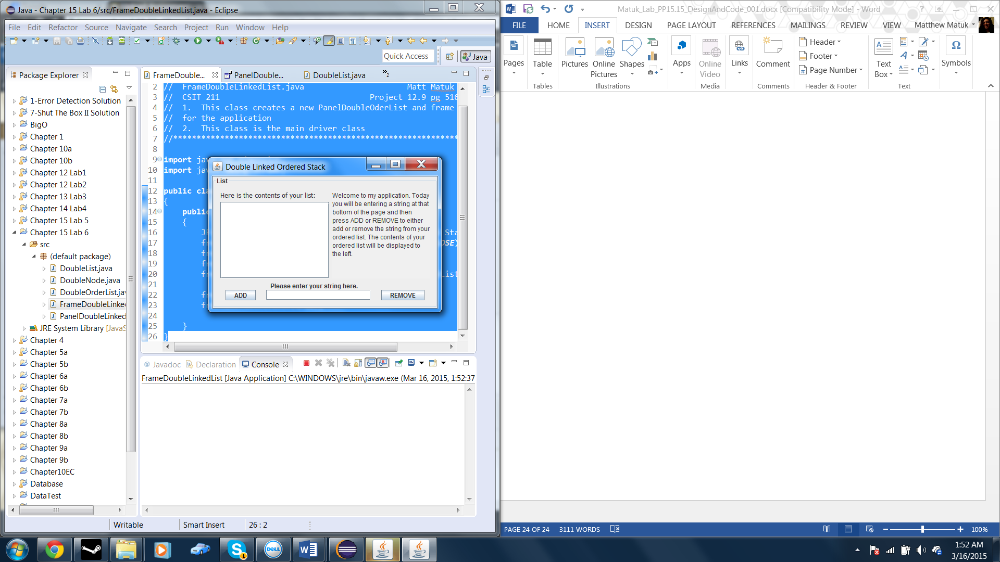 Java - Chapter 15 Lab 6/src/FrameDoubleLinkedList.java - Eclipse
File Edit Refactor Source Navigate Search Project Run Window Help
Quick Access
Java
Package Explorer
1-Error Detection Solution
7-Shut The Box II Solution
BigO
Chapter 1
Chapter 10a
Chapter 10b
Chapter 12 Lab1
Chapter 12 Lab2
Chapter 13 Lab3
Chapter 14 Lab4
Chapter 15 Lab 5
Chapter 15 Lab 6
src
(default package)
DoubleList.java
DoubleNode.java
DoubleOrderList.jav
FrameDoubleLinked
PanelDoubleLinked
JRE System Library [JavaS
Chapter 4
Chapter 5a
Chapter 5b
Chapter 6a
Chapter 6b
Chapter 7a
Chapter 7b
Chapter 8a
Chapter 8b
Chapter 9a
Chapter 9b
Chapter10EC
Database
DataTest
FrameDouble... PanelDouble... DoubleList.java »2
2 // FrameDoubleLinkedList.java Matt Matuk
3 // CSIT 211 Project 12.9 pg 516
4 // 1. This class creates a new PanelDoubleOderList and frame
5 // for the application
6 // 2. This class is the main driver class
7 //*************************************************************
8
9 import jav
10 import jav
11
12 public cla
13 {
14 public
15 {
16 JF Sta
17 fr OSE)
18 fr
19 fr
20 fr List
21
22 fr
23 fr
24
25 }
26 }
Double Linked Ordered Stack
List
Here is the contents of your list:
Welcome to my application. Today
you will be entering a string at that
bottom of the page and then
press ADD or REMOVE to either
add or remove the string from your
ordered list. The contents of your
ordered list will be displayed to
the left.
Please enter your string here.
ADD REMOVE
@ Javadoc Declaration Console
FrameDoubleLinkedList [Java Application] C:\WINDOWS\jre\bin\javaw.exe (Mar 16, 2015, 1:52:37
Writable Smart Insert 26 : 2
Matuk_Lab_PP15.15_DesignAndCode_001.docx [Compatibility Mode] - Word
FILE HOME INSERT DESIGN PAGE LAYOUT REFERENCES MAILINGS REVIEW VIEW Matthew Matuk
Pages
Table
Tables
Pictures
Online
Pictures
Shapes
Illustrations
Apps
Online
Video
Media
Links
Comment
Comments
Header
Footer
Page Number
Header & Footer
Text
Box
Text
Symbols
PAGE 24 OF 24 3111 WORDS 100%
1:52 AM
3/16/2015